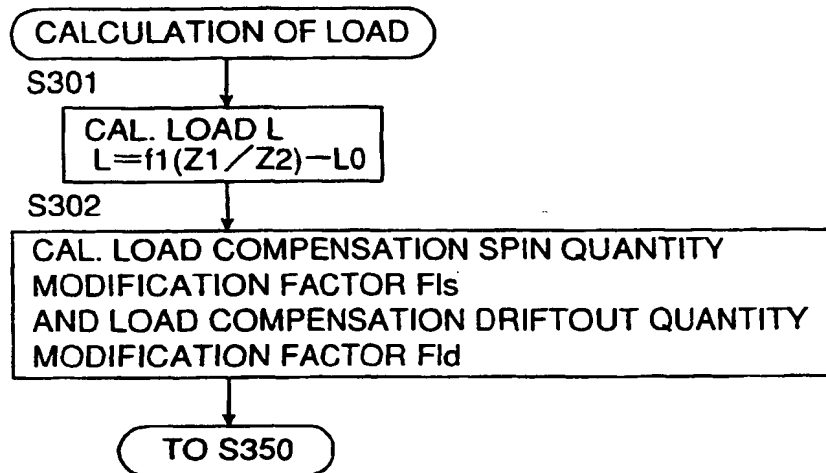 CALCULATION OF LOAD
S301
CAL. LOAD L
L=f1(Z1/Z2)-L0
S302
CAL. LOAD COMPENSATION SPIN QUANTITY
MODIFICATION FACTOR Fls
AND LOAD COMPENSATION DRIFTOUT QUANTITY
MODIFICATION FACTOR Fld
TO S350